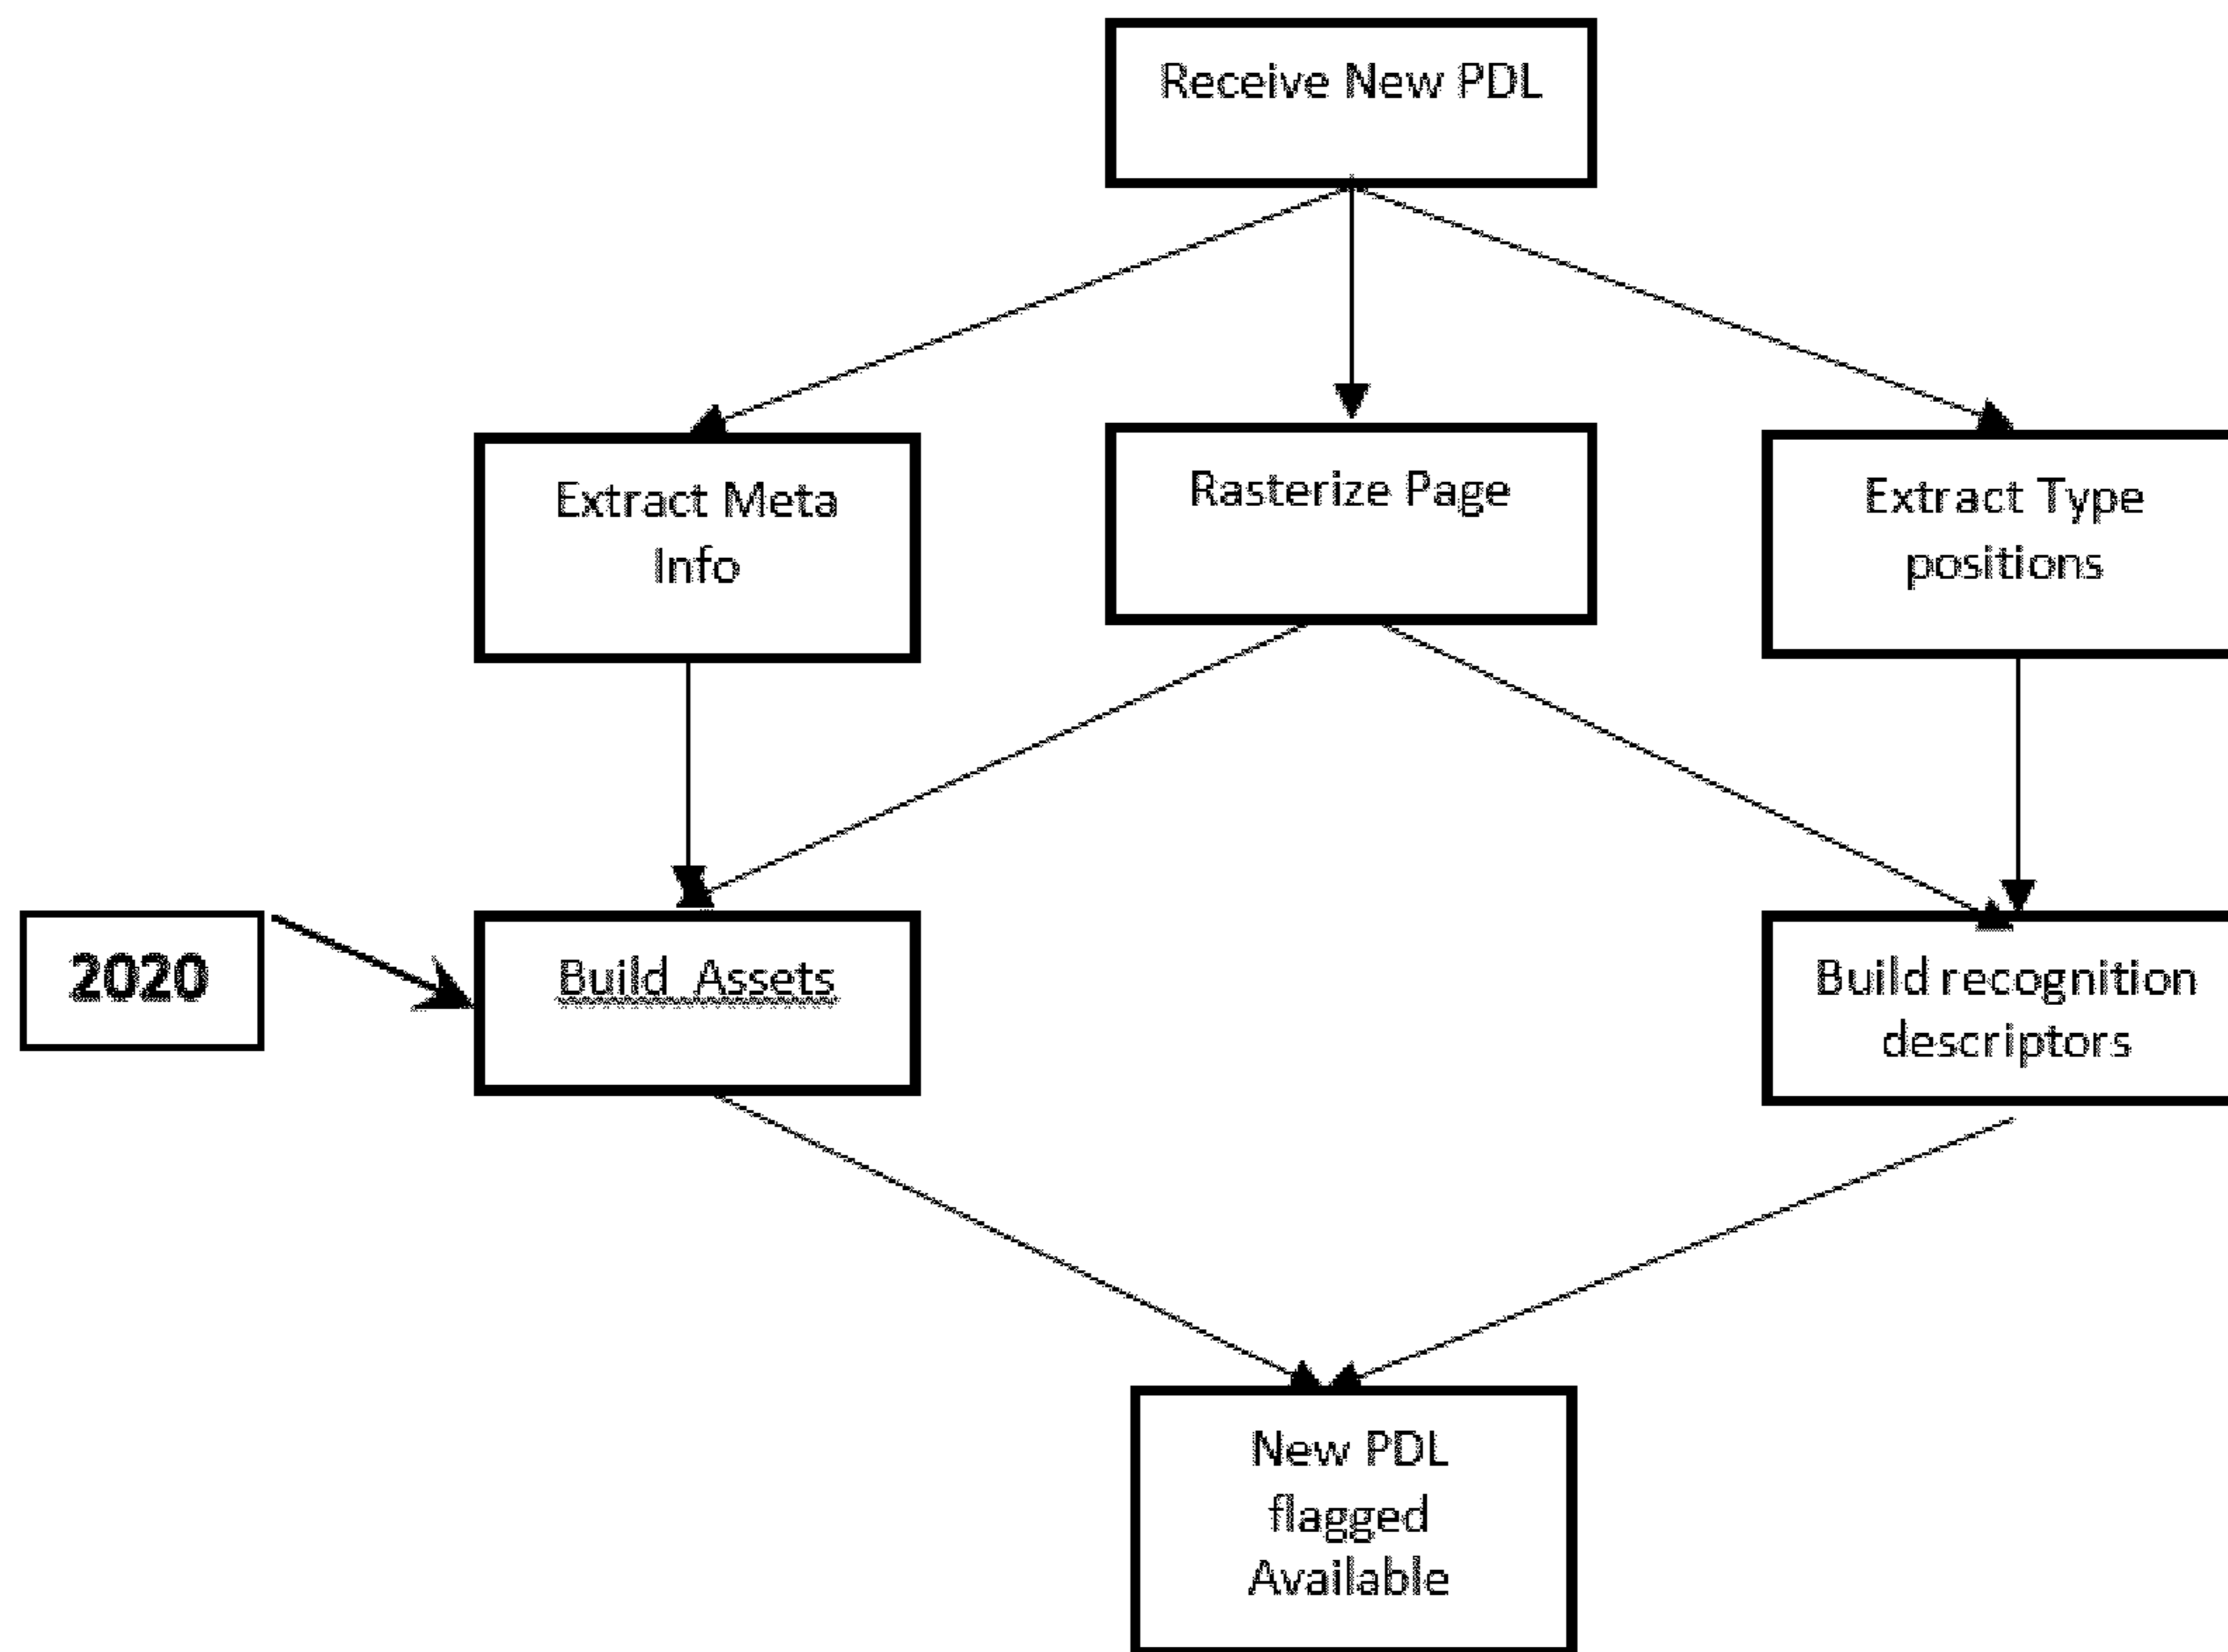 Receive New PDL
Extract Meta
Info
Rasterize Page
Extract Type
positions
2020
Build Assets
Build recognition
descriptors
New PDL
flagged
Available